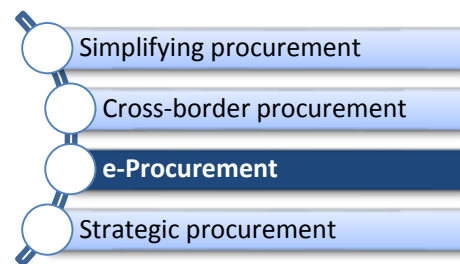 Simplifying procurement
Cross-border procurement
e-Procurement
Strategic procurement